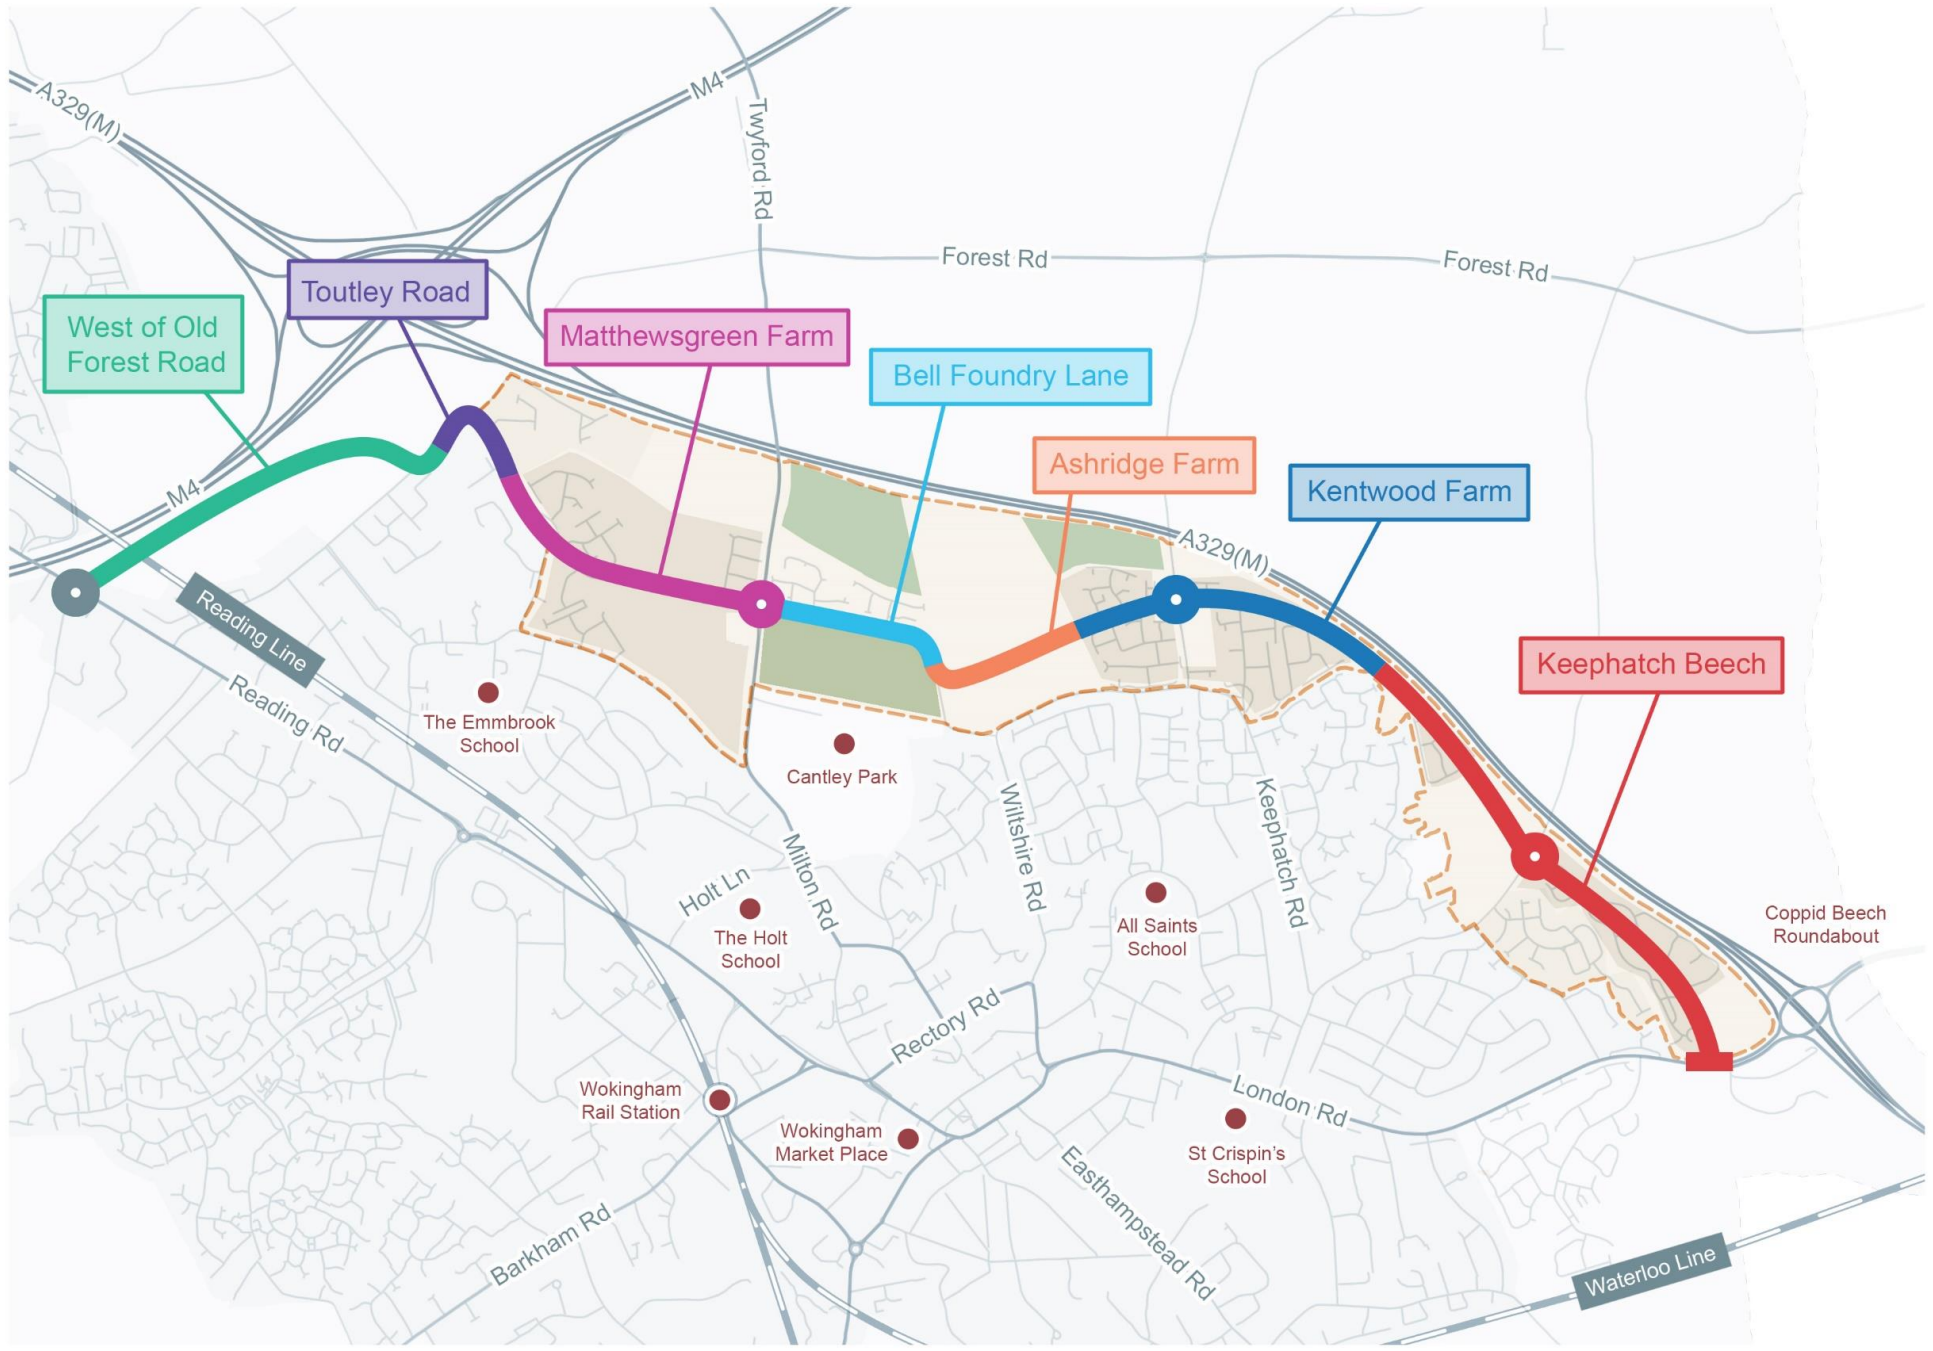 A329(M)
M4
Twyford Rd
Forest Rd
Forest Rd
Toutley Road
West of Old
Forest Road
Matthewsgreen Farm
Bell Foundry Lane
Ashridge Farm
Kentwood Farm
M4
A329(M)
Reading Line
Keephatch Beech
Reading Rd
The Emmbrook
School
Cantley Park
Wiltshire Rd
Keephatch Rd
Milton Rd
Holt Ln
The Holt
School
All Saints
School
Coppid Beech
Roundabout
Rectory Rd
London Rd
Wokingham
Rail Station
Wokingham
Market Place
St Crispin's
School
Easthampstead Rd
Barkham Rd
Waterloo Line